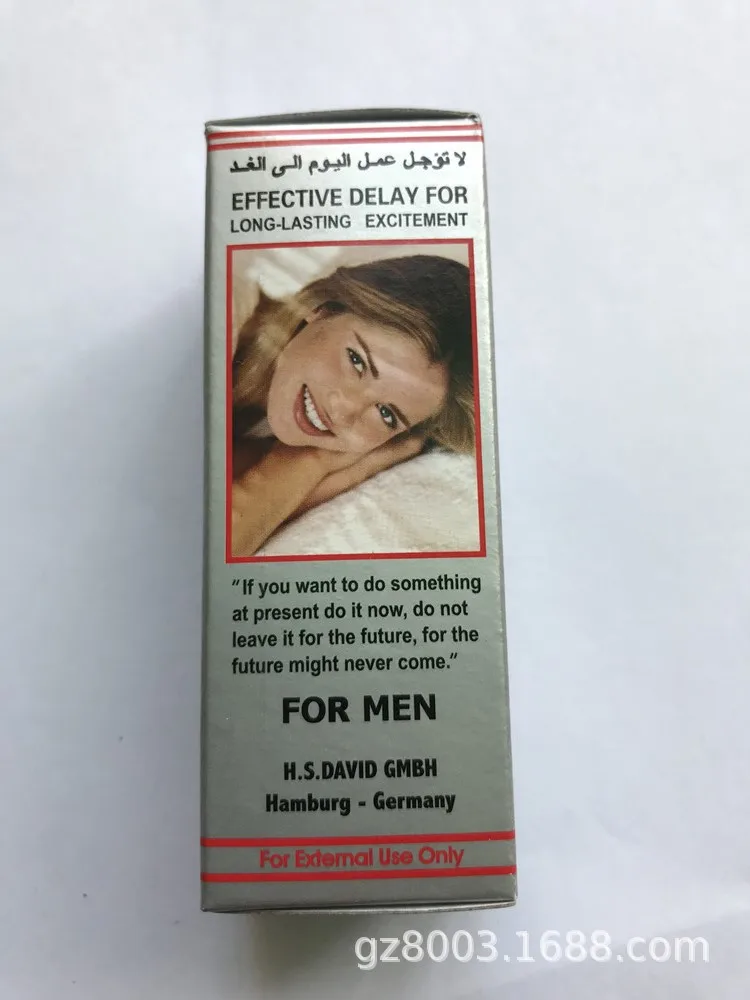 لا تؤجل عمل اليوم الى الغد
EFFECTIVE DELAY FOR
LONG-LASTING EXCITEMENT
"If you want to do something
at present do it now, do not
leave it for the future, for the
future might never come."
FOR MEN
H.S.DAVID GMBH
Hamburg - Germany
For External Use Only
gz8003.1688.com